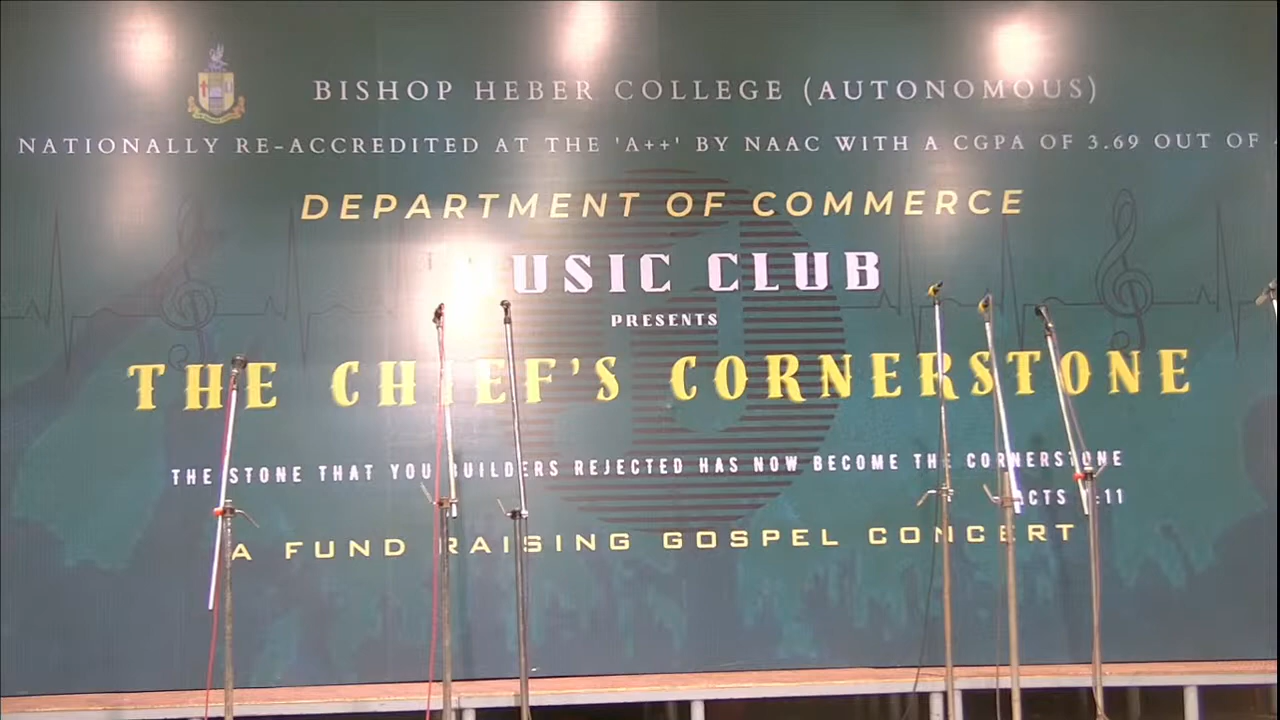 BISHOP HEBER COLLEGE (AUTONOMOUS)
NATIONALLY RE-ACCREDITED AT THE 'A++' BY NAAC WITH A CGPA OF 3.69 OUT OF
DEPARTMENT OF COMMERCE
USIC CLUB
PRESENTS
THE CHIEF'S CORNERSTONE
THE STONE THAT YOU BUILDERS REJECTED HAS NOW BECOME THE CORNERSTONE
ACTS :11
A FUND RAISING GOSPEL CONCERT